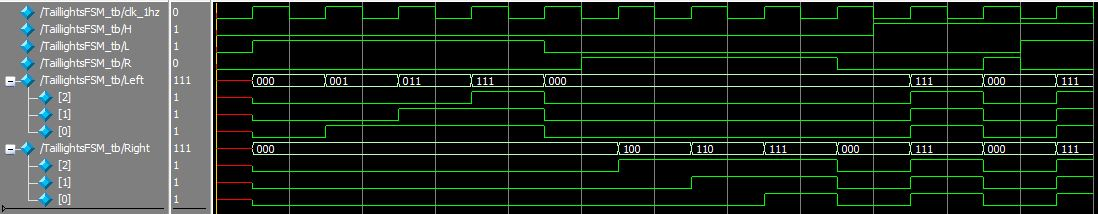 /TaillightsFSM_tb/clk_1hz 0
/TaillightsFSM_tb/H 1
/TaillightsFSM_tb/L 1
/TaillightsFSM_tb/R 0
/TaillightsFSM_tb/Left 111 000 001 011 111 000 111 000 111
[2] 1
[1] 1
[0] 1
/TaillightsFSM_tb/Right 111 000 100 110 111 000 111 000 111
[2] 1
[1] 1
[0] 1